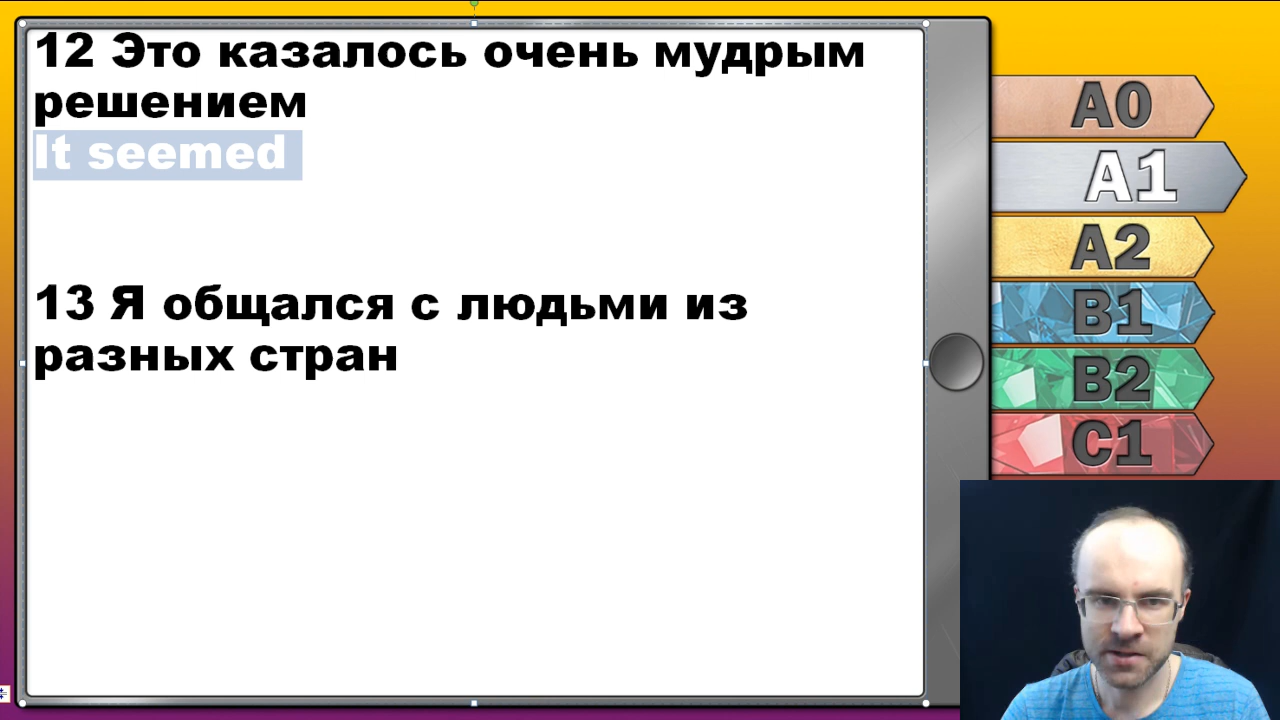 12 Это казалось очень мудрым
решением
It seemed
13 Я общался с людьми из
разных стран
A0
A1
A2
B1
B2
C1